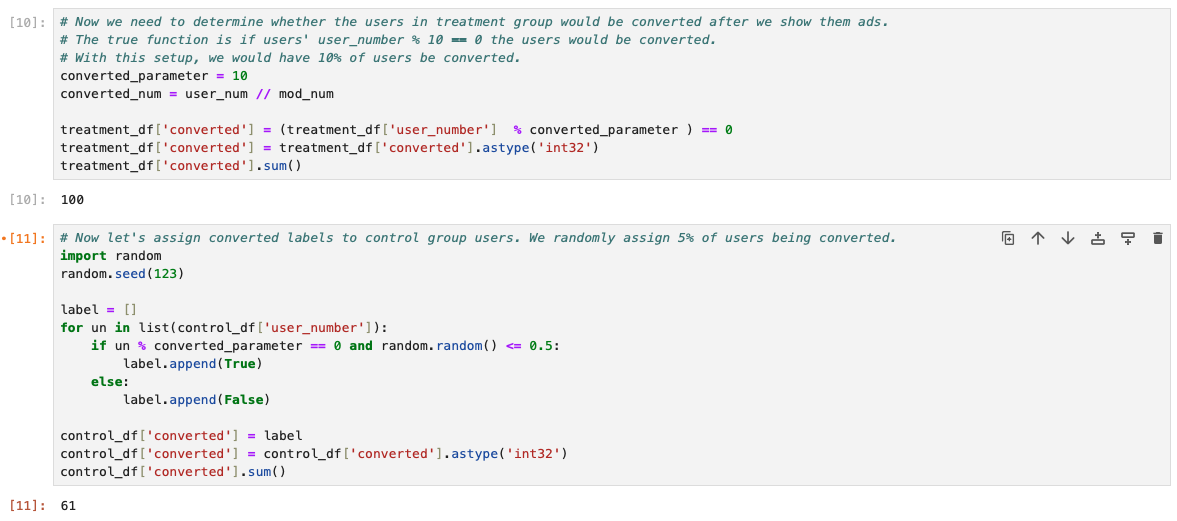 [10]: # Now we need to determine whether the users in treatment group would be converted after we show them ads.
# The true function is if users' user_number % 10 == 0 the users would be converted.
# With this setup, we would have 10% of users be converted.
converted_parameter = 10
converted_num = user_num // mod_num

treatment_df['converted'] = (treatment_df['user_number']  % converted_parameter ) == 0
treatment_df['converted'] = treatment_df['converted'].astype('int32')
treatment_df['converted'].sum()
[10]: 100
•[11]: # Now let's assign converted labels to control group users. We randomly assign 5% of users being converted.
import random
random.seed(123)

label = []
for un in list(control_df['user_number']):
    if un % converted_parameter == 0 and random.random() <= 0.5:
        label.append(True)
    else:
        label.append(False)

control_df['converted'] = label
control_df['converted'] = control_df['converted'].astype('int32')
control_df['converted'].sum()
[11]: 61